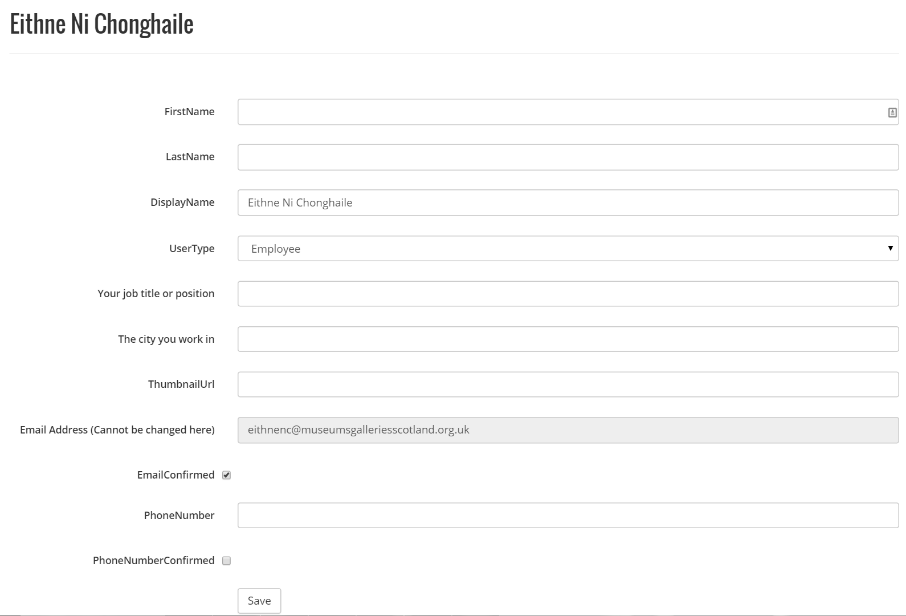 Eithne Ni Chonghaile
FirstName
LastName
DisplayName Eithne Ni Chonghaile
UserType Employee
Your job title or position
The city you work in
ThumbnailUrl
Email Address (Cannot be changed here) eithnenc@museumsgalleriesscotland.org.uk
EmailConfirmed
PhoneNumber
PhoneNumberConfirmed
Save